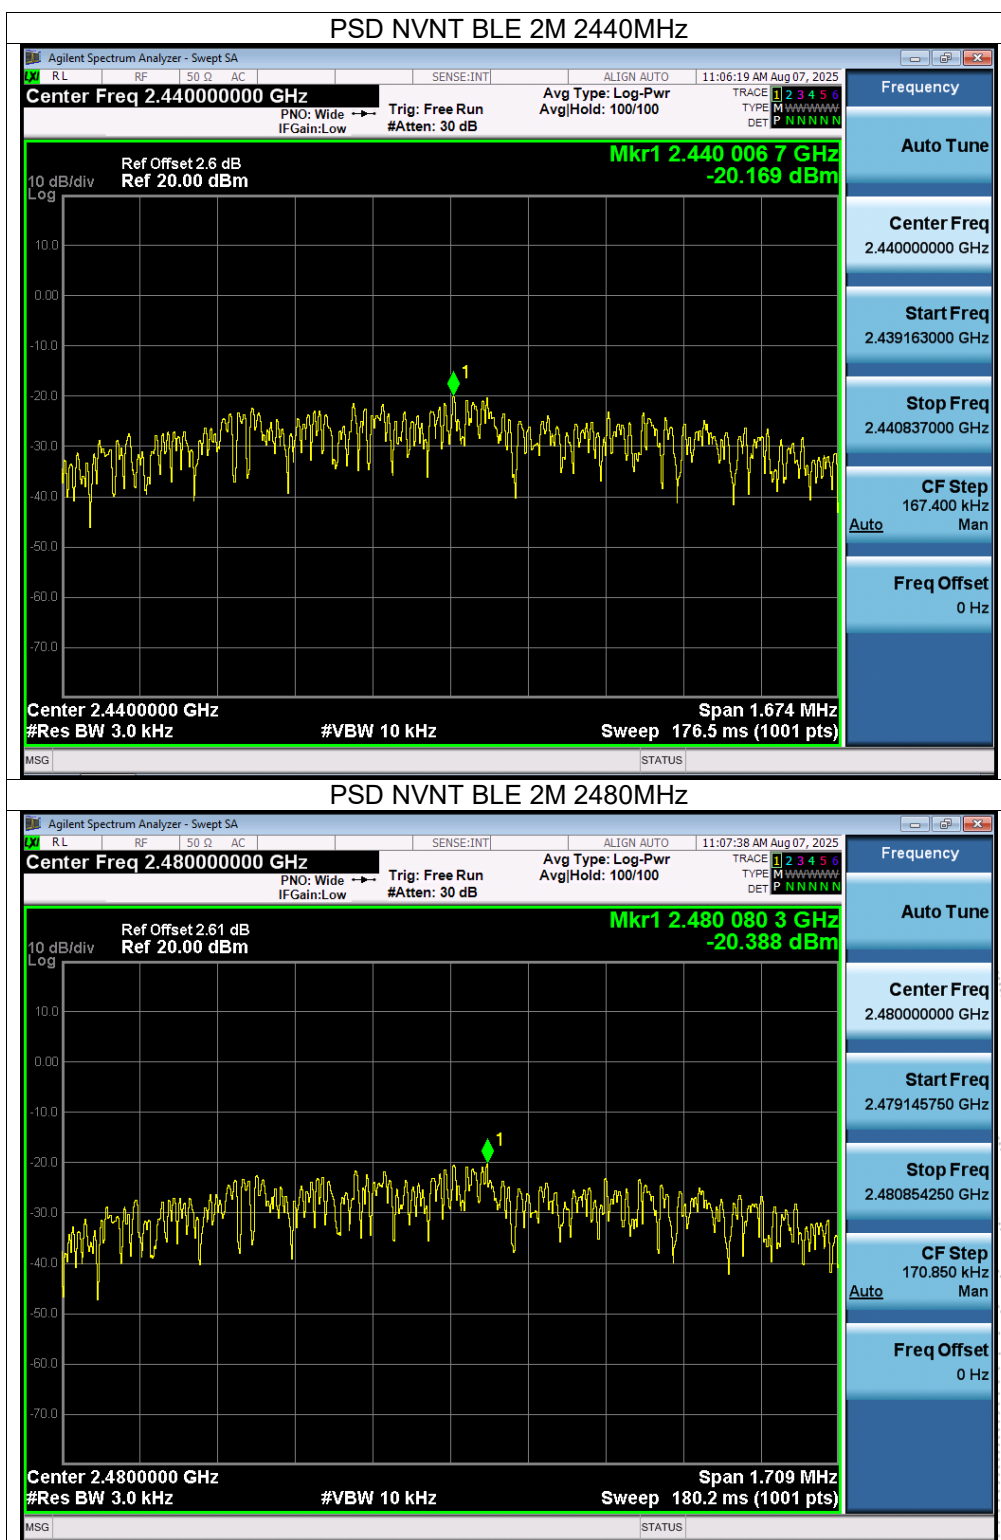 PSD NVNT BLE 2M 2440MHz
Agilent Spectrum Analyzer - Swept SA
LXI RL RF 50 Ω AC SENSE:INT ALIGN AUTO 11:06:19 AM Aug 07, 2025
Center Freq 2.440000000 GHz
PNO: Wide
IFGain:Low
Trig: Free Run
#Atten: 30 dB
Avg Type: Log-Pwr
Avg|Hold: 100/100
TRACE 1 2 3 4 5 6
TYPE M WWWWW
DET P N N N N N
Frequency
Mkr1 2.440 006 7 GHz
-20.169 dBm
Ref Offset 2.6 dB
10 dB/div Ref 20.00 dBm
Log
10.0
0.00
-10.0
-20.0
-30.0
-40.0
-50.0
-60.0
-70.0
1
Center 2.4400000 GHz Span 1.674 MHz
#Res BW 3.0 kHz #VBW 10 kHz Sweep 176.5 ms (1001 pts)
Auto Tune
Center Freq
2.440000000 GHz
Start Freq
2.439163000 GHz
Stop Freq
2.440837000 GHz
CF Step
167.400 kHz
Auto Man
Freq Offset
0 Hz
MSG STATUS
PSD NVNT BLE 2M 2480MHz
Agilent Spectrum Analyzer - Swept SA
LXI RL RF 50 Ω AC SENSE:INT ALIGN AUTO 11:07:38 AM Aug 07, 2025
Center Freq 2.480000000 GHz
PNO: Wide
IFGain:Low
Trig: Free Run
#Atten: 30 dB
Avg Type: Log-Pwr
Avg|Hold: 100/100
TRACE 1 2 3 4 5 6
TYPE M WWWWW
DET P N N N N N
Frequency
Mkr1 2.480 080 3 GHz
-20.388 dBm
Ref Offset 2.61 dB
10 dB/div Ref 20.00 dBm
Log
10.0
0.00
-10.0
-20.0
-30.0
-40.0
-50.0
-60.0
-70.0
1
Center 2.4800000 GHz Span 1.709 MHz
#Res BW 3.0 kHz #VBW 10 kHz Sweep 180.2 ms (1001 pts)
Auto Tune
Center Freq
2.480000000 GHz
Start Freq
2.479145750 GHz
Stop Freq
2.480854250 GHz
CF Step
170.850 kHz
Auto Man
Freq Offset
0 Hz
MSG STATUS